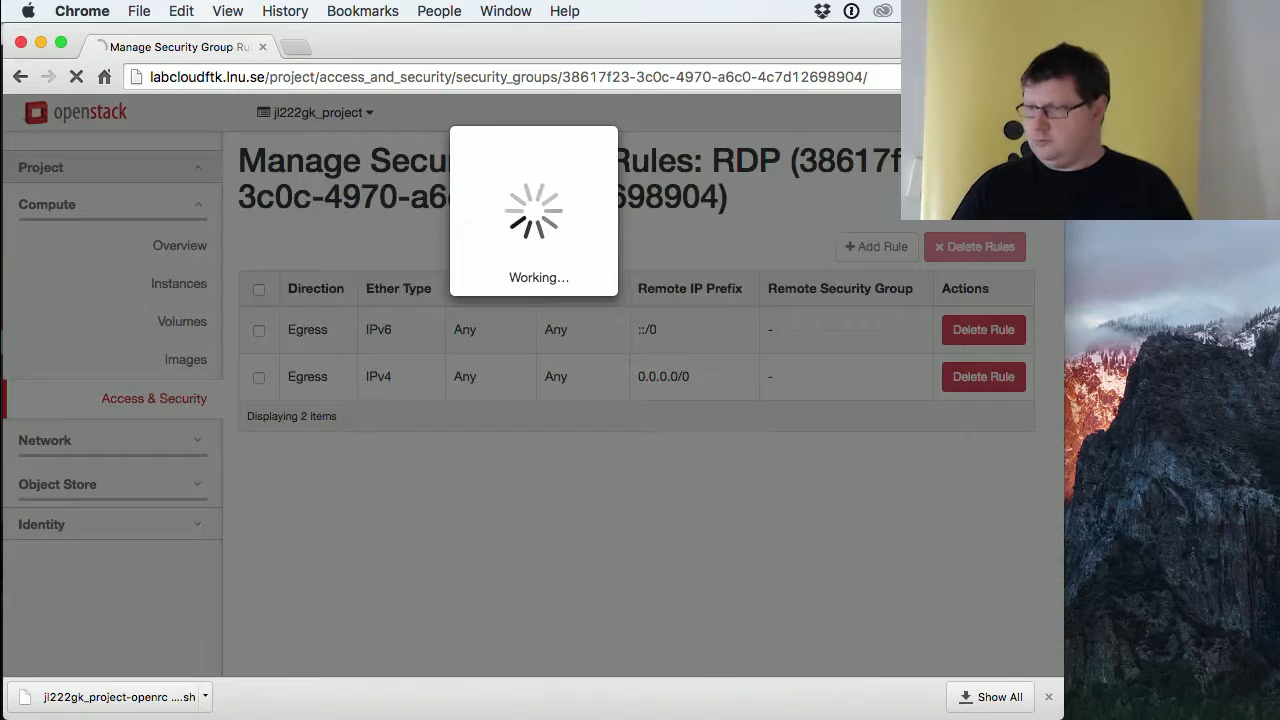 Chrome File Edit View History Bookmarks People Window Help
Manage Security Group Ru
labcloudftk.lnu.se/project/access_and_security/security_groups/38617f23-3c0c-4970-a6c0-4c7d12698904/
openstack
jl222gk_project
Project
Manage Secu Rules: RDP (38617f
3c0c-4970-a6 698904)
Compute
Overview
+ Add Rule
× Delete Rules
Working...
Instances
Direction Ether Type Remote IP Prefix Remote Security Group Actions
Volumes
Egress IPv6 Any Any ::/0 - Delete Rule
Images
Egress IPv4 Any Any 0.0.0.0/0 - Delete Rule
Access & Security
Displaying 2 items
Network
Object Store
Identity
jl222gk_project-openrc ....sh
Show All